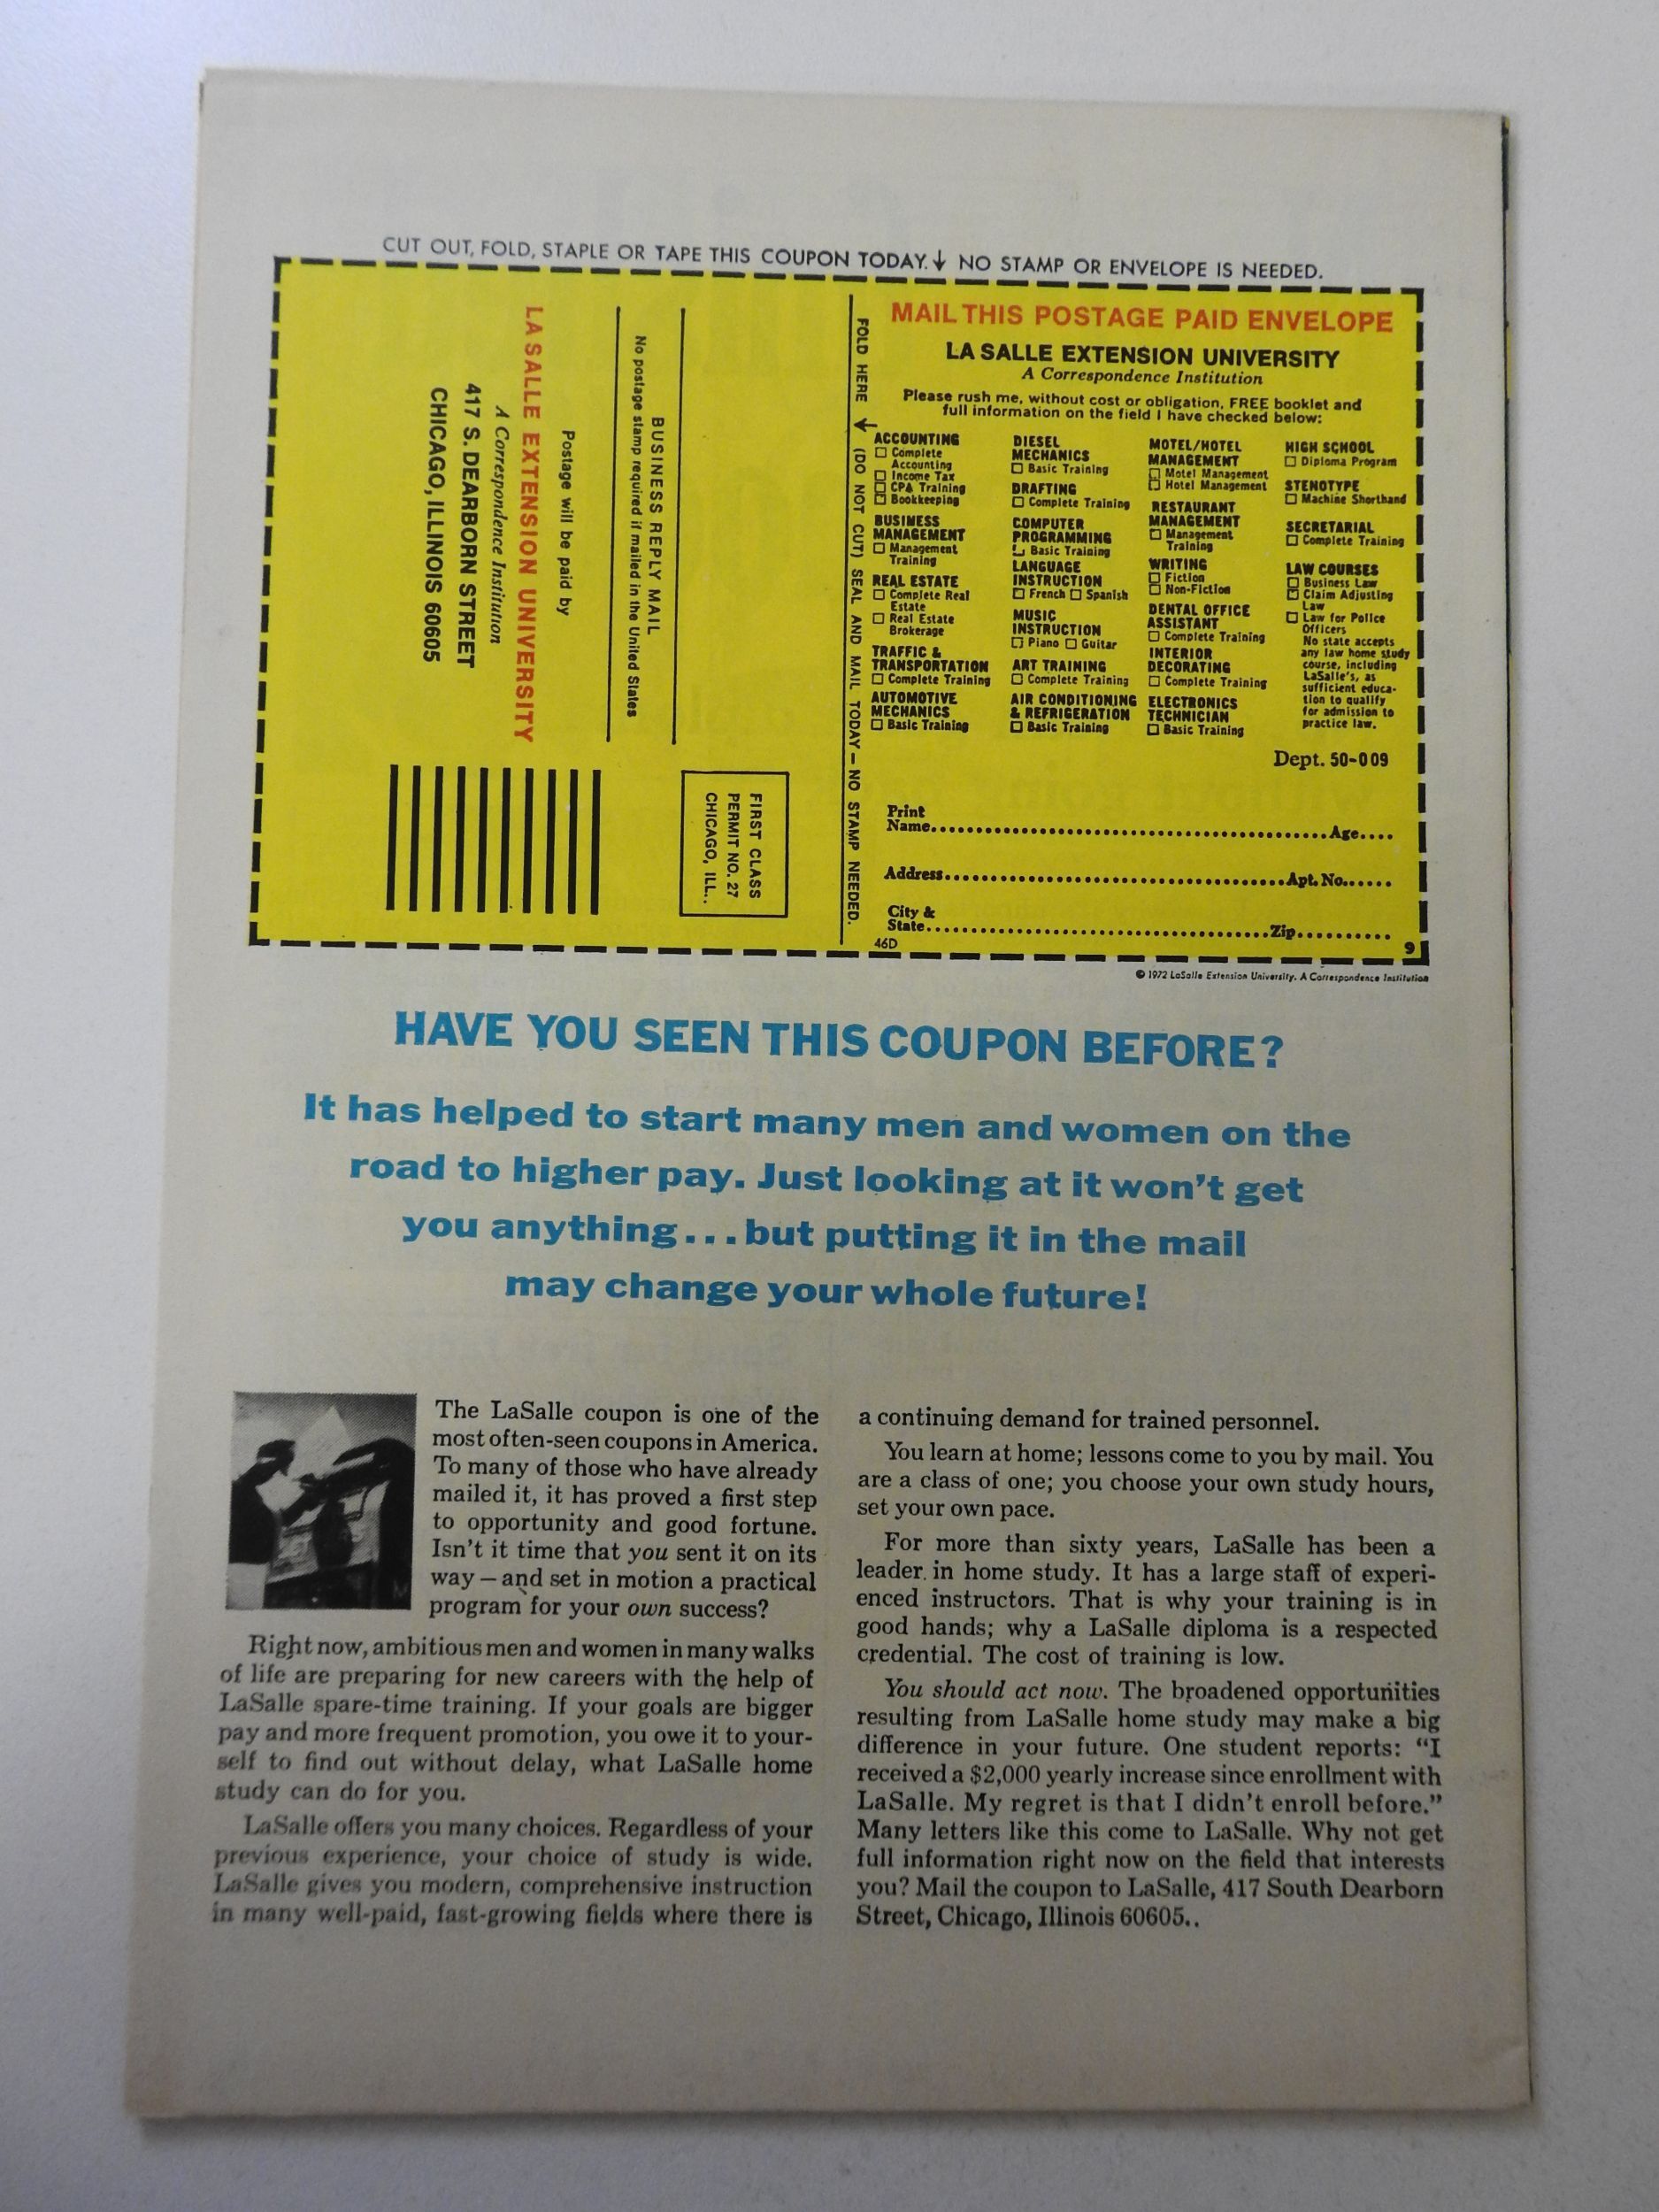 CUT OUT, FOLD, STAPLE OR TAPE THIS COUPON TODAY.↓ NO STAMP OR ENVELOPE IS NEEDED.
BUSINESS REPLY MAIL
No postage stamp required if mailed in the United States
Postage will be paid by
LA SALLE EXTENSION UNIVERSITY
A Correspondence Institution
417 S. DEARBORN STREET
CHICAGO, ILLINOIS 60605
FIRST CLASS
PERMIT NO. 27
CHICAGO, ILL..
FOLD HERE ↓ (DO NOT CUT) SEAL AND MAIL TODAY – NO STAMP NEEDED.
MAIL THIS POSTAGE PAID ENVELOPE
LA SALLE EXTENSION UNIVERSITY
A Correspondence Institution
Please rush me, without cost or obligation, FREE booklet and
full information on the field I have checked below:
ACCOUNTING
☐ Complete
Accounting
☐ Income Tax
☐ CPA Training
☐ Bookkeeping
BUSINESS
MANAGEMENT
☐ Management
Training
REAL ESTATE
☐ Complete Real
Estate
☐ Real Estate
Brokerage
TRAFFIC &
TRANSPORTATION
☐ Complete Training
AUTOMOTIVE
MECHANICS
☐ Basic Training
DIESEL
MECHANICS
☐ Basic Training
DRAFTING
☐ Complete Training
COMPUTER
PROGRAMMING
☐ Basic Training
LANGUAGE
INSTRUCTION
☐ French ☐ Spanish
MUSIC
INSTRUCTION
☐ Piano ☐ Guitar
ART TRAINING
☐ Complete Training
AIR CONDITIONING
& REFRIGERATION
☐ Basic Training
MOTEL/HOTEL
MANAGEMENT
☐ Motel Management
☐ Hotel Management
RESTAURANT
MANAGEMENT
☐ Management
Training
WRITING
☐ Fiction
☐ Non-Fiction
DENTAL OFFICE
ASSISTANT
☐ Complete Training
INTERIOR
DECORATING
☐ Complete Training
ELECTRONICS
TECHNICIAN
☐ Basic Training
HIGH SCHOOL
☐ Diploma Program
STENOTYPE
☐ Machine Shorthand
SECRETARIAL
☐ Complete Training
LAW COURSES
☐ Business Law
☐ Claim Adjusting
Law
☐ Law for Police
Officers
No state accepts
any law home study
course, including
LaSalle's, as
sufficient educa-
tion to qualify
for admission to
practice law.
Dept. 50-009
Print
Name..............................Age....
Address..............................Apt. No......
City &
State..............................Zip..........
46D 9
© 1972 LaSalle Extension University. A Correspondence Institution
HAVE YOU SEEN THIS COUPON BEFORE?
It has helped to start many men and women on the
road to higher pay. Just looking at it won't get
you anything...but putting it in the mail
may change your whole future!
The LaSalle coupon is one of the
most often-seen coupons in America.
To many of those who have already
mailed it, it has proved a first step
to opportunity and good fortune.
Isn't it time that you sent it on its
way – and set in motion a practical
program for your own success?
Right now, ambitious men and women in many walks
of life are preparing for new careers with the help of
LaSalle spare-time training. If your goals are bigger
pay and more frequent promotion, you owe it to your-
self to find out without delay, what LaSalle home
study can do for you.
LaSalle offers you many choices. Regardless of your
previous experience, your choice of study is wide.
LaSalle gives you modern, comprehensive instruction
in many well-paid, fast-growing fields where there is
a continuing demand for trained personnel.
You learn at home; lessons come to you by mail. You
are a class of one; you choose your own study hours,
set your own pace.
For more than sixty years, LaSalle has been a
leader in home study. It has a large staff of experi-
enced instructors. That is why your training is in
good hands; why a LaSalle diploma is a respected
credential. The cost of training is low.
You should act now. The broadened opportunities
resulting from LaSalle home study may make a big
difference in your future. One student reports: "I
received a $2,000 yearly increase since enrollment with
LaSalle. My regret is that I didn't enroll before."
Many letters like this come to LaSalle. Why not get
full information right now on the field that interests
you? Mail the coupon to LaSalle, 417 South Dearborn
Street, Chicago, Illinois 60605..